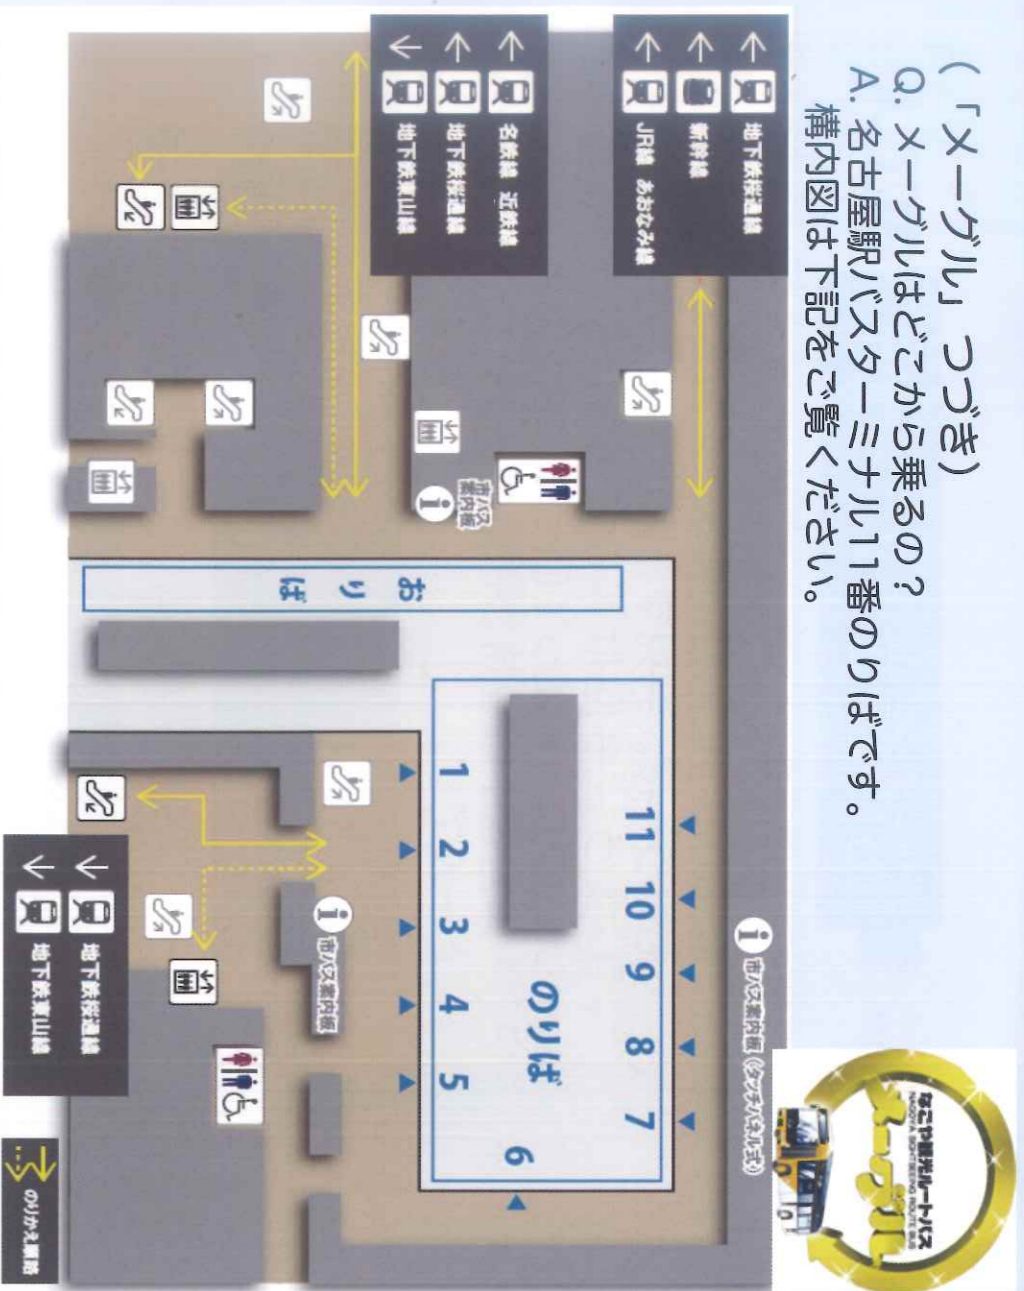 (「メーグル」つづき)
Q. メーグルはどこから乗るの?
A. 名古屋駅バスターミナル11番のりばです。
構内図は下記をご覧ください。
なごや観光ルートバス
NAGOYA SIGHTSEEING ROUTE BUS
メーグル
← 地下鉄桜通線
← 新幹線
← JR線 あおなみ線
← 名鉄線 近鉄線
← 地下鉄桜通線
↓ 地下鉄東山線
市バス
案内板
市バス案内板(タッチパネル式)
おりば
11 10 9 8 7
のりば
6
1 2 3 4 5
市バス案内板
↓ 地下鉄桜通線
↓ 地下鉄東山線
のりかえ順路